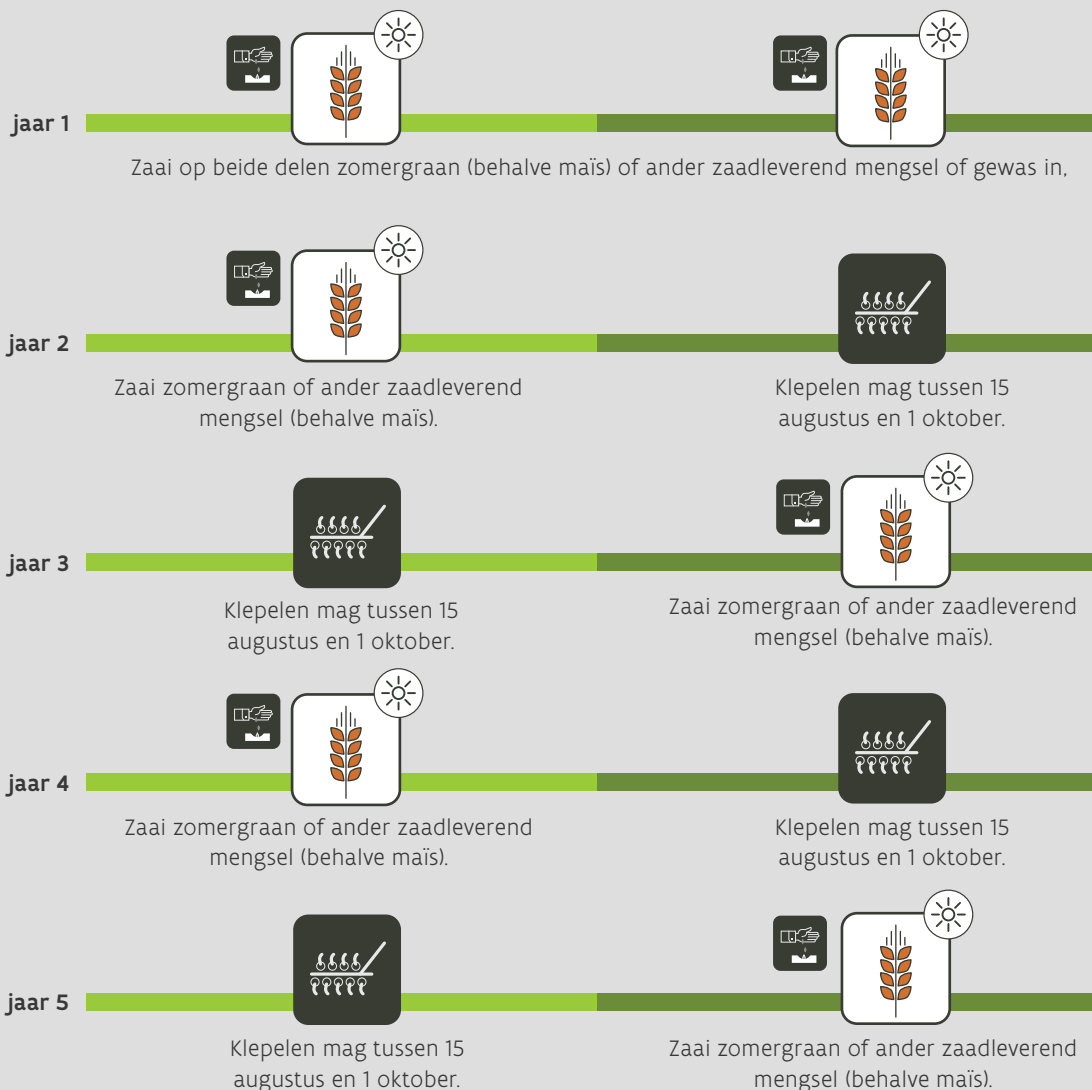 jaar 1
Zaai op beide delen zomergraan (behalve maïs) of ander zaadleverend mengsel of gewas in,
jaar 2
Zaai zomergraan of ander zaadleverend
mengsel (behalve maïs).
Klepelen mag tussen 15
augustus en 1 oktober.
jaar 3
Klepelen mag tussen 15
augustus en 1 oktober.
Zaai zomergraan of ander zaadleverend
mengsel (behalve maïs).
jaar 4
Zaai zomergraan of ander zaadleverend
mengsel (behalve maïs).
Klepelen mag tussen 15
augustus en 1 oktober.
jaar 5
Klepelen mag tussen 15
augustus en 1 oktober.
Zaai zomergraan of ander zaadleverend
mengsel (behalve maïs).